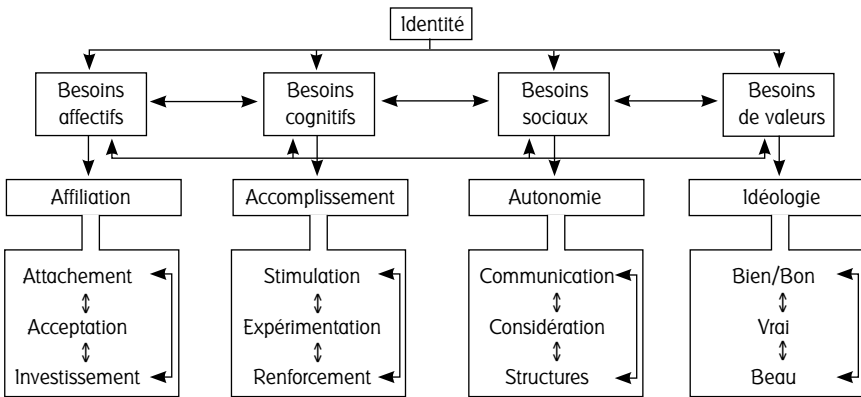 Identité
Besoins
affectifs
Besoins
cognitifs
Besoins
sociaux
Besoins
de valeurs
Affiliation
Accomplissement
Autonomie
Idéologie
Attachement
Acceptation
Investissement
Stimulation
Expérimentation
Renforcement
Communication
Considération
Structures
Bien/Bon
Vrai
Beau